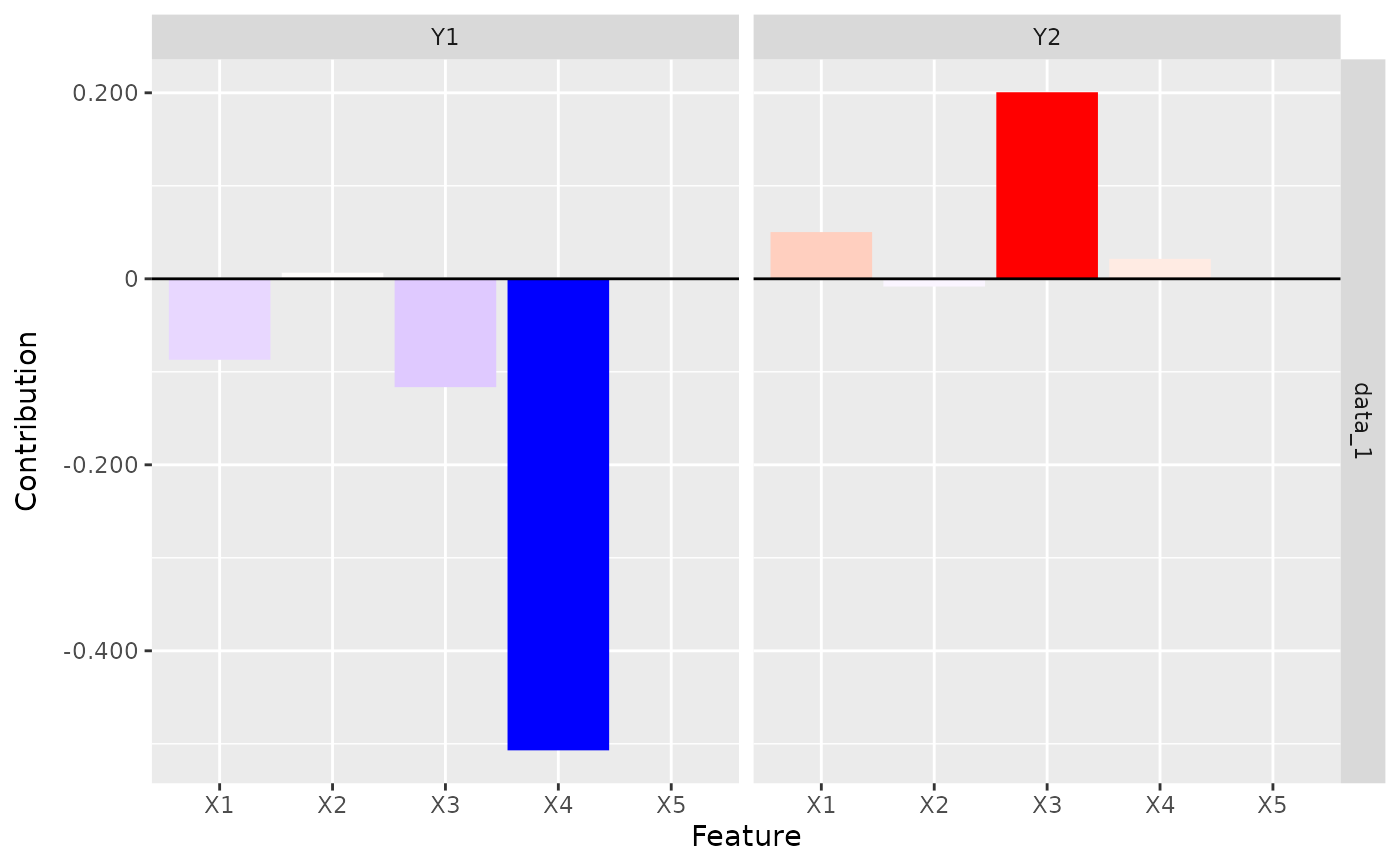 Y1 Y2
0.200
0
-0.200
-0.400
Contribution
data_1
X1 X2 X3 X4 X5 X1 X2 X3 X4 X5
Feature